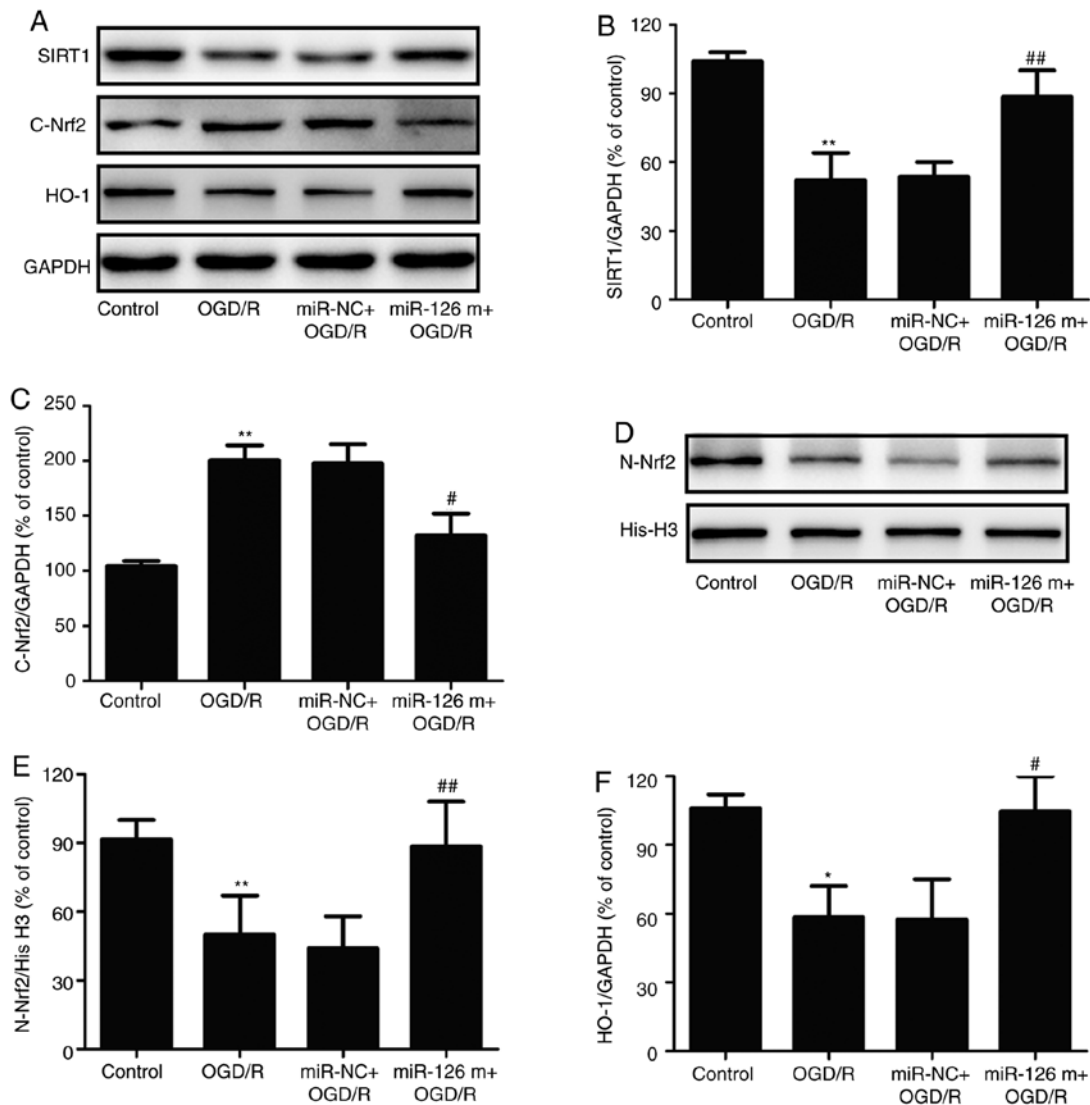 A
SIRT1
C-Nrf2
HO-1
GAPDH
Control OGD/R miR-NC+ miR-126 m+
OGD/R OGD/R
B
SIRT1/GAPDH (% of control)
120
90
60
30
0
**
##
Control OGD/R miR-NC+ miR-126 m+
OGD/R OGD/R
C
C-Nrf2/GAPDH (% of control)
250
200
150
100
50
0
**
#
Control OGD/R miR-NC+ miR-126 m+
OGD/R OGD/R
D
N-Nrf2
His-H3
Control OGD/R miR-NC+ miR-126 m+
OGD/R OGD/R
E
N-Nrf2/His H3 (% of control)
120
90
60
30
0
**
##
Control OGD/R miR-NC+ miR-126 m+
OGD/R OGD/R
F
HO-1/GAPDH (% of control)
120
90
60
30
0
*
#
Control OGD/R miR-NC+ miR-126 m+
OGD/R OGD/R